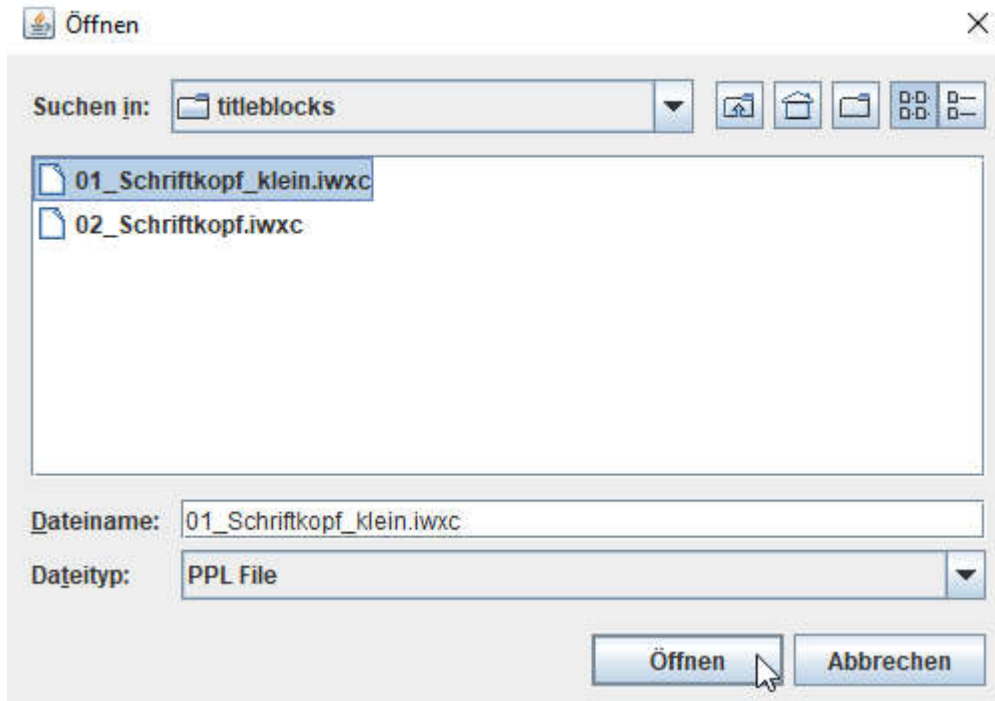 Öffnen
Suchen in: titleblocks
01_Schriftkopf_klein.iwxc
02_Schriftkopf.iwxc
Dateiname: 01_Schriftkopf_klein.iwxc
Dateityp: PPL File
Öffnen Abbrechen